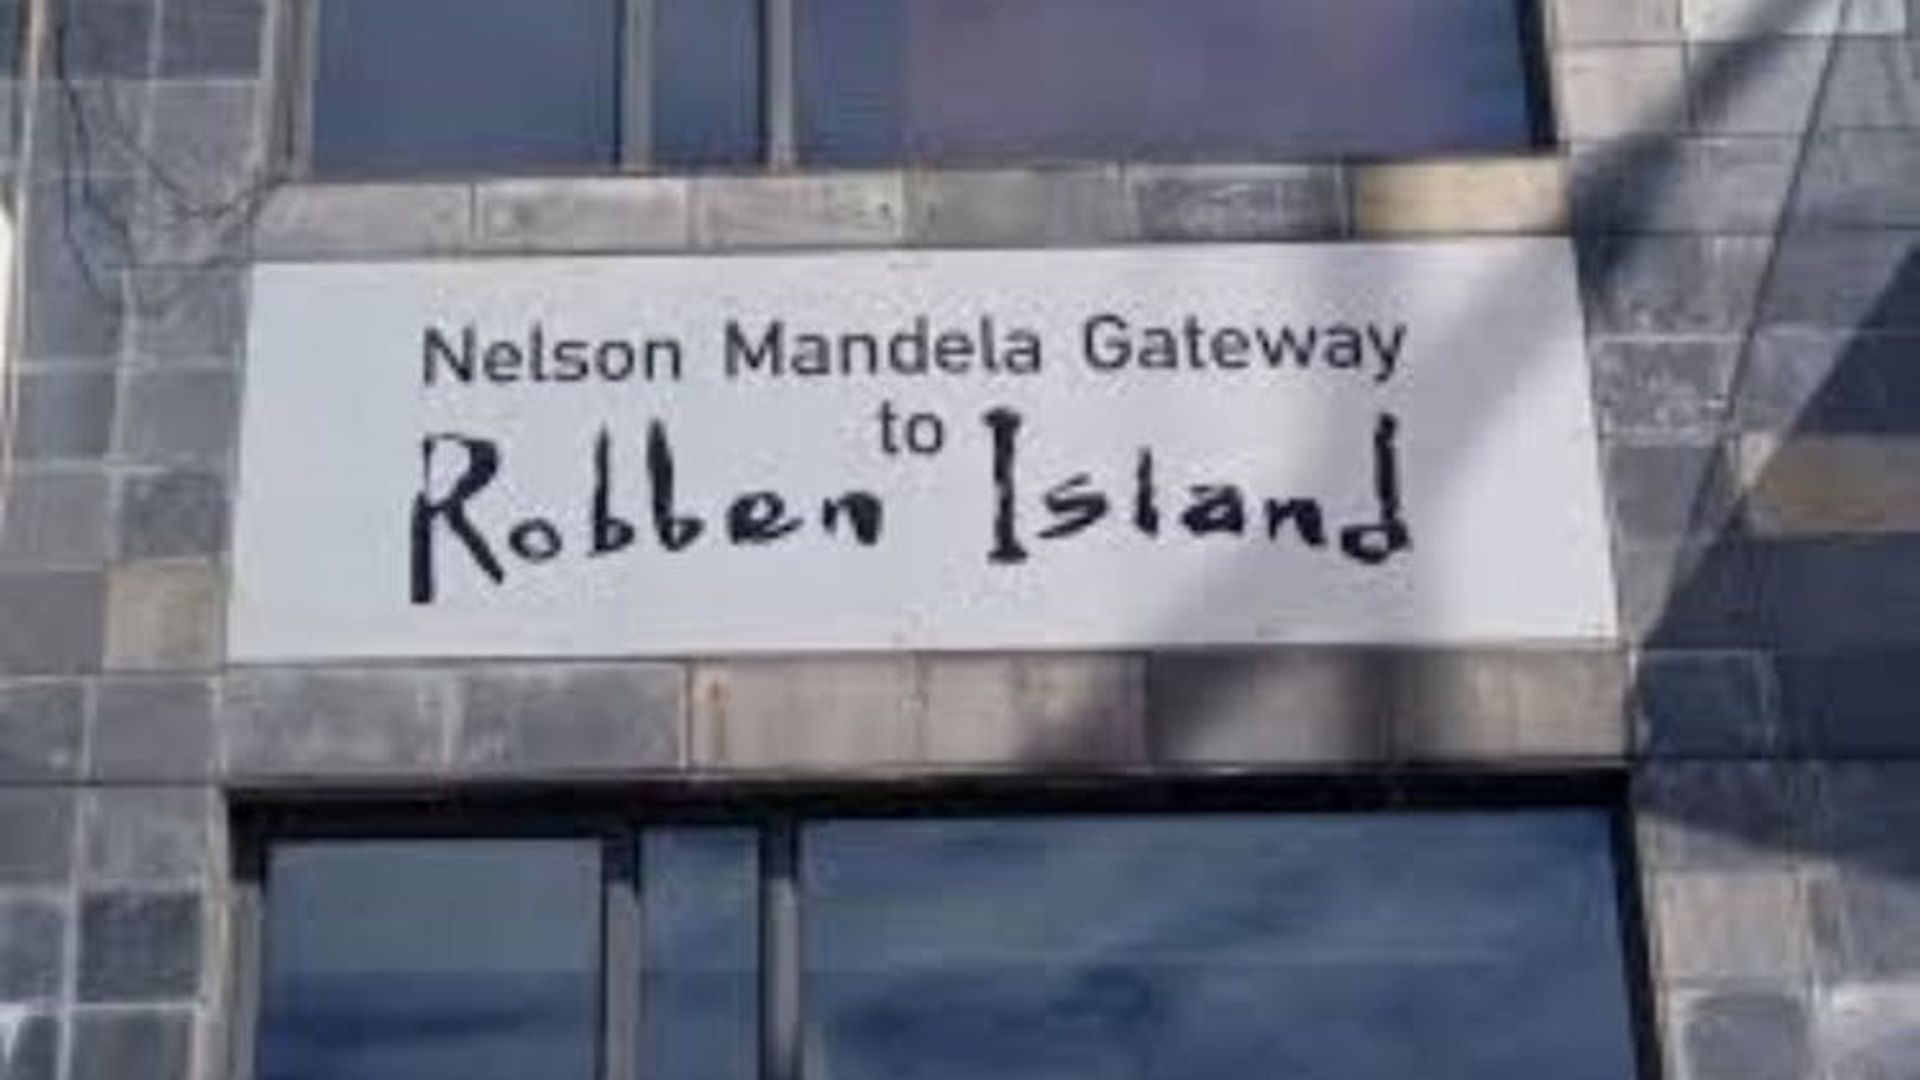 Nelson Mandela Gateway
to
Robben Island